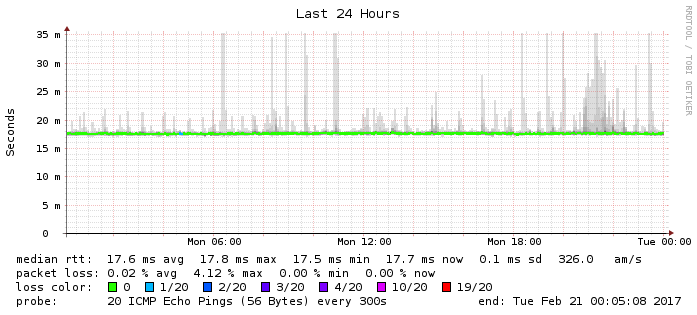 Last 24 Hours
RRDTOOL / TOBI OETIKER
Seconds
35 m
30 m
25 m
20 m
15 m
10 m
5 m
0
Mon 06:00 Mon 12:00 Mon 18:00 Tue 00:00
median rtt: 17.6 ms avg 17.8 ms max 17.5 ms min 17.7 ms now 0.1 ms sd 326.0 am/s
packet loss: 0.02 % avg 4.12 % max 0.00 % min 0.00 % now
loss color: 0 1/20 2/20 3/20 4/20 10/20 19/20
probe: 20 ICMP Echo Pings (56 Bytes) every 300s end: Tue Feb 21 00:05:08 2017